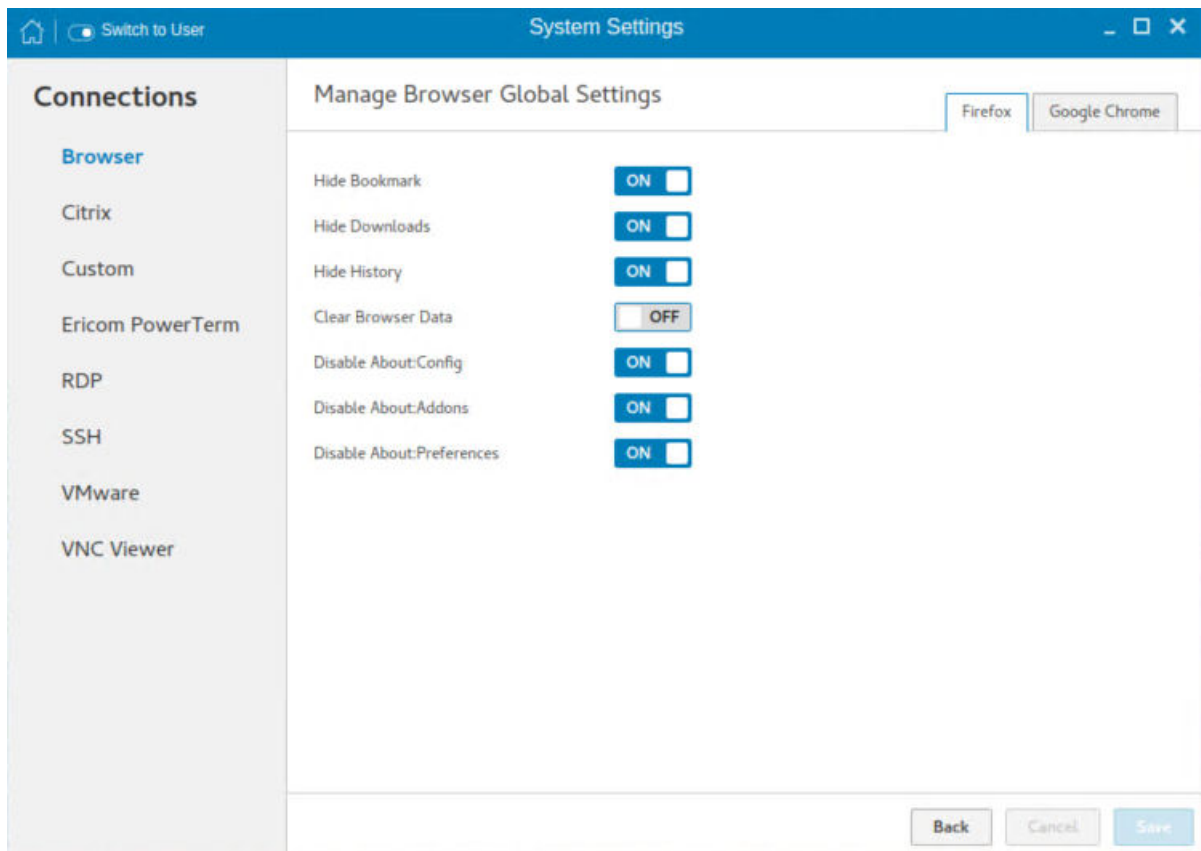 Switch to User
System Settings
Connections
Browser
Citrix
Custom
Ericom PowerTerm
RDP
SSH
VMware
VNC Viewer
Manage Browser Global Settings
Firefox
Google Chrome
Hide Bookmark ON
Hide Downloads ON
Hide History ON
Clear Browser Data OFF
Disable About:Config ON
Disable About:Addons ON
Disable About:Preferences ON
Back
Cancel
Save